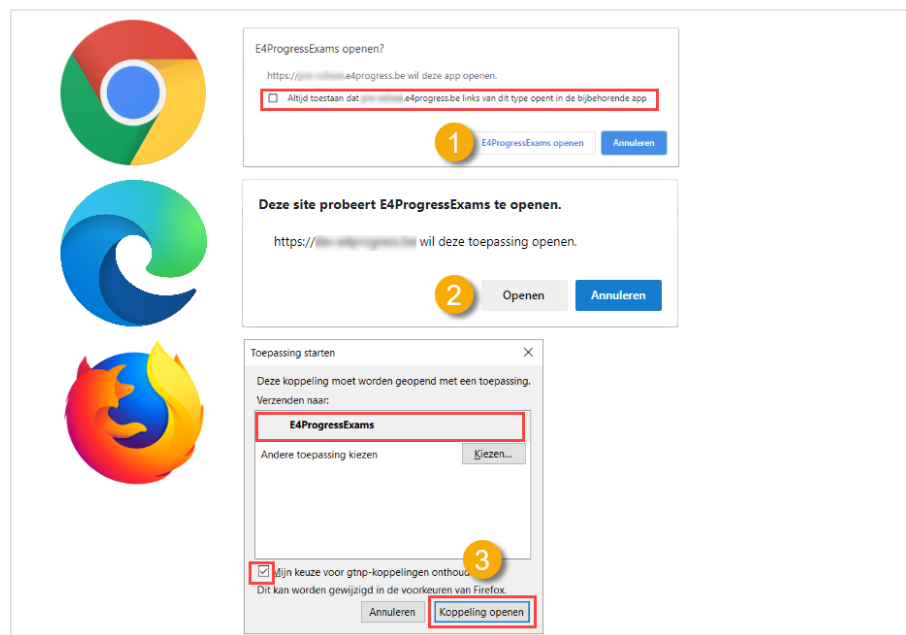 E4ProgressExams openen?
https:// .e4progress.be wil deze app openen.
Altijd toestaan dat .e4progress.be links van dit type opent in de bijbehorende app
1
E4ProgressExams openen
Annuleren
Deze site probeert E4ProgressExams te openen.
https:// wil deze toepassing openen.
2
Openen
Annuleren
Toepassing starten
Deze koppeling moet worden geopend met een toepassing.
Verzenden naar:
E4ProgressExams
Andere toepassing kiezen
Kiezen...
3
Mijn keuze voor gtnp-koppelingen
Dit kan worden gewijzigd in de voorkeuren van Firefox.
Annuleren
Koppeling openen